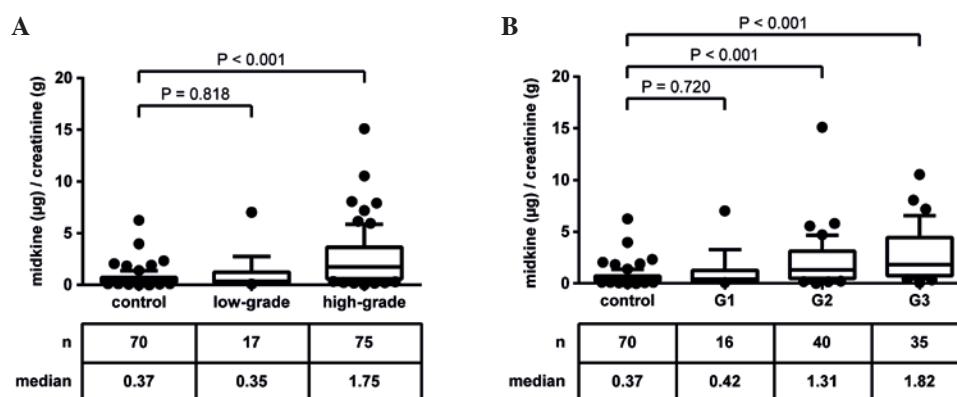 A
P < 0.001
P = 0.818
midkine (µg) / creatinine (g)
20
15
10
5
0
control low-grade high-grade
n 70 17 75
median 0.37 0.35 1.75
B
P < 0.001
P < 0.001
P = 0.720
midkine (µg) / creatinine (g)
20
15
10
5
0
control G1 G2 G3
n 70 16 40 35
median 0.37 0.42 1.31 1.82